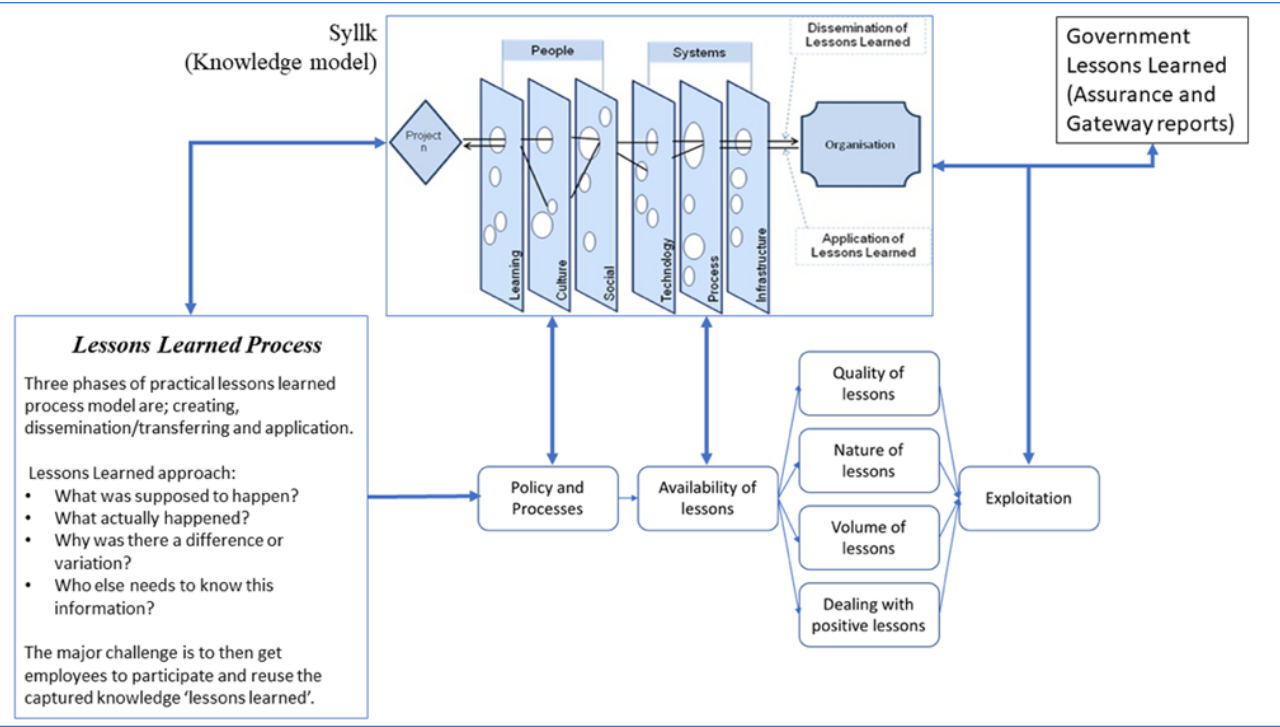 Syllk
(Knowledge model)
People
Systems
Dissemination of
Lessons Learned
Project
n
Learning
Culture
Social
Technology
Process
Infrastructure
Organisation
Application of
Lessons Learned
Government
Lessons Learned
(Assurance and
Gateway reports)
Lessons Learned Process
Three phases of practical lessons learned
process model are; creating,
dissemination/transferring and application.
Lessons Learned approach:
• What was supposed to happen?
• What actually happened?
• Why was there a difference or
variation?
• Who else needs to know this
information?
The major challenge is to then get
employees to participate and reuse the
captured knowledge ‘lessons learned’.
Policy and
Processes
Availability of
lessons
Quality of
lessons
Nature of
lessons
Volume of
lessons
Dealing with
positive lessons
Exploitation